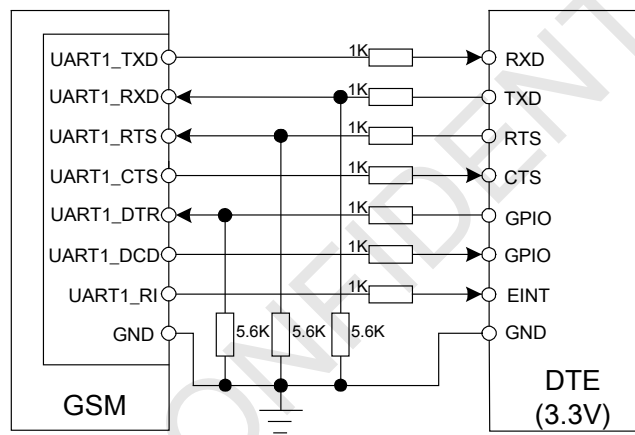 UART1_TXD 1K RXD
UART1_RXD 1K TXD
UART1_RTS 1K RTS
UART1_CTS 1K CTS
UART1_DTR 1K GPIO
UART1_DCD 1K GPIO
UART1_RI 1K EINT
GND 5.6K 5.6K 5.6K GND
GSM
DTE
(3.3V)
CONFIDENT